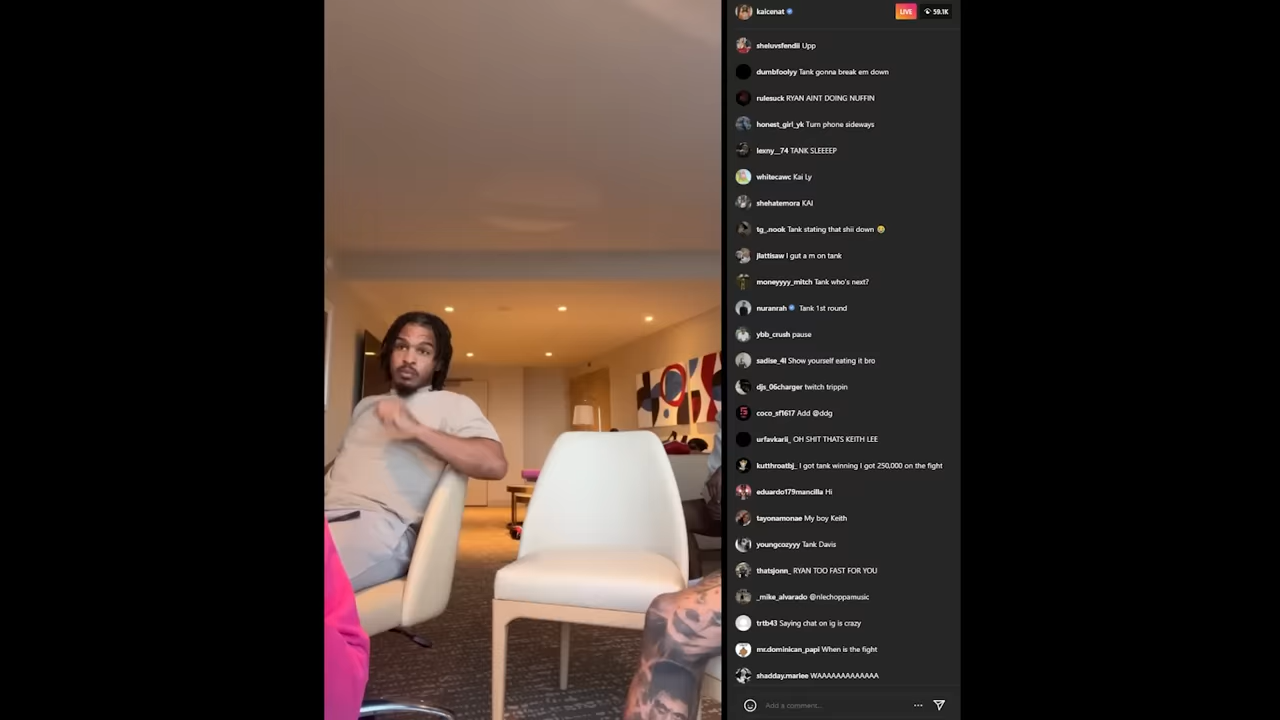 kaicenat
LIVE
59.1K
sheluvsfendii Upp
dumbfoolyy Tank gonna break em down
rulesuck RYAN AINT DOING NUFFIN
honest_girl_yk Turn phone sideways
lexny__74 TANK SLEEEEP
whitecawc Kai Ly
shehatemora KAI
tg_.nook Tank stating that shii down 😂
jlattisaw I gut a m on tank
moneyyyy_mitch Tank who's next?
nuranrah Tank 1st round
ybb_crush pause
sadise_4l Show yourself eating it bro
djs_06charger twitch trippin
coco_sf1617 Add @ddg
urfavkarii_ OH SHIT THATS KEITH LEE
kutthroatbj_ I got tank winning I got 250,000 on the fight
eduardo179mancilla Hi
tayonamonae My boy Keith
youngcozyyy Tank Davis
thatsjonn_ RYAN TOO FAST FOR YOU
_mike_alvarado @nlechoppamusic
trtb43 Saying chat on ig is crazy
mr.dominican_papi When is the fight
shadday.marlee WAAAAAAAAAAAA
Add a comment...